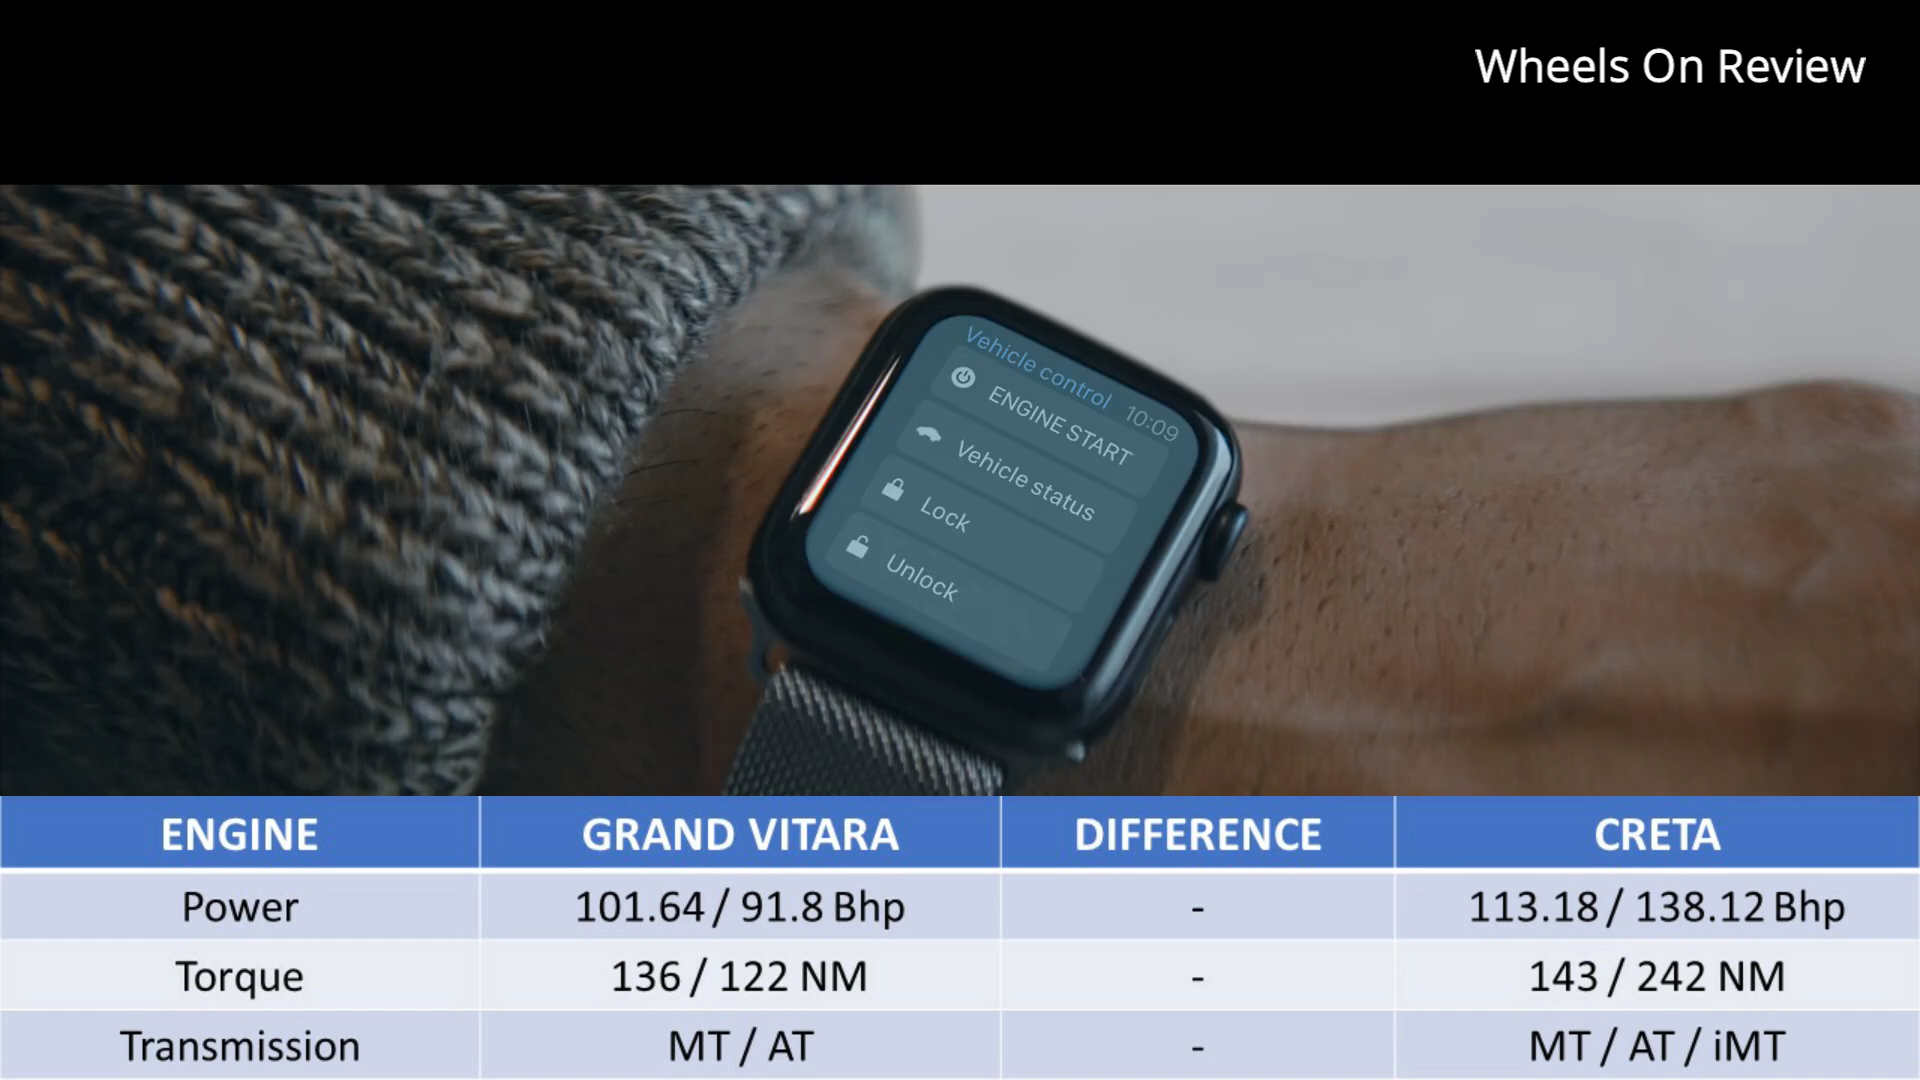 Wheels On Review
Vehicle control 10:09
ENGINE START
Vehicle status
Lock
Unlock
ENGINE GRAND VITARA DIFFERENCE CRETA
Power 101.64 / 91.8 Bhp - 113.18 / 138.12 Bhp
Torque 136 / 122 NM - 143 / 242 NM
Transmission MT / AT - MT / AT / iMT